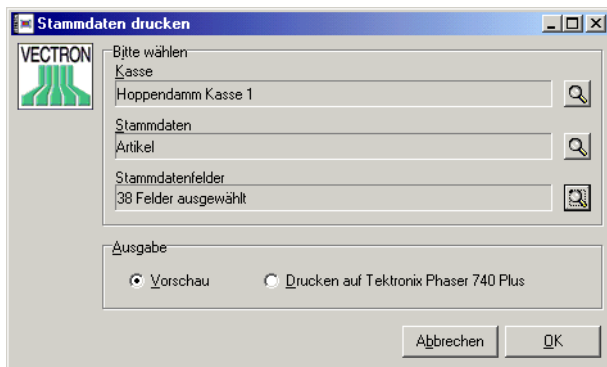 Stammdaten drucken
VECTRON
Bitte wählen
Kasse
Hoppendamm Kasse 1
Stammdaten
Artikel
Stammdatenfelder
38 Felder ausgewählt
Ausgabe
Vorschau
Drucken auf Tektronix Phaser 740 Plus
Abbrechen
OK